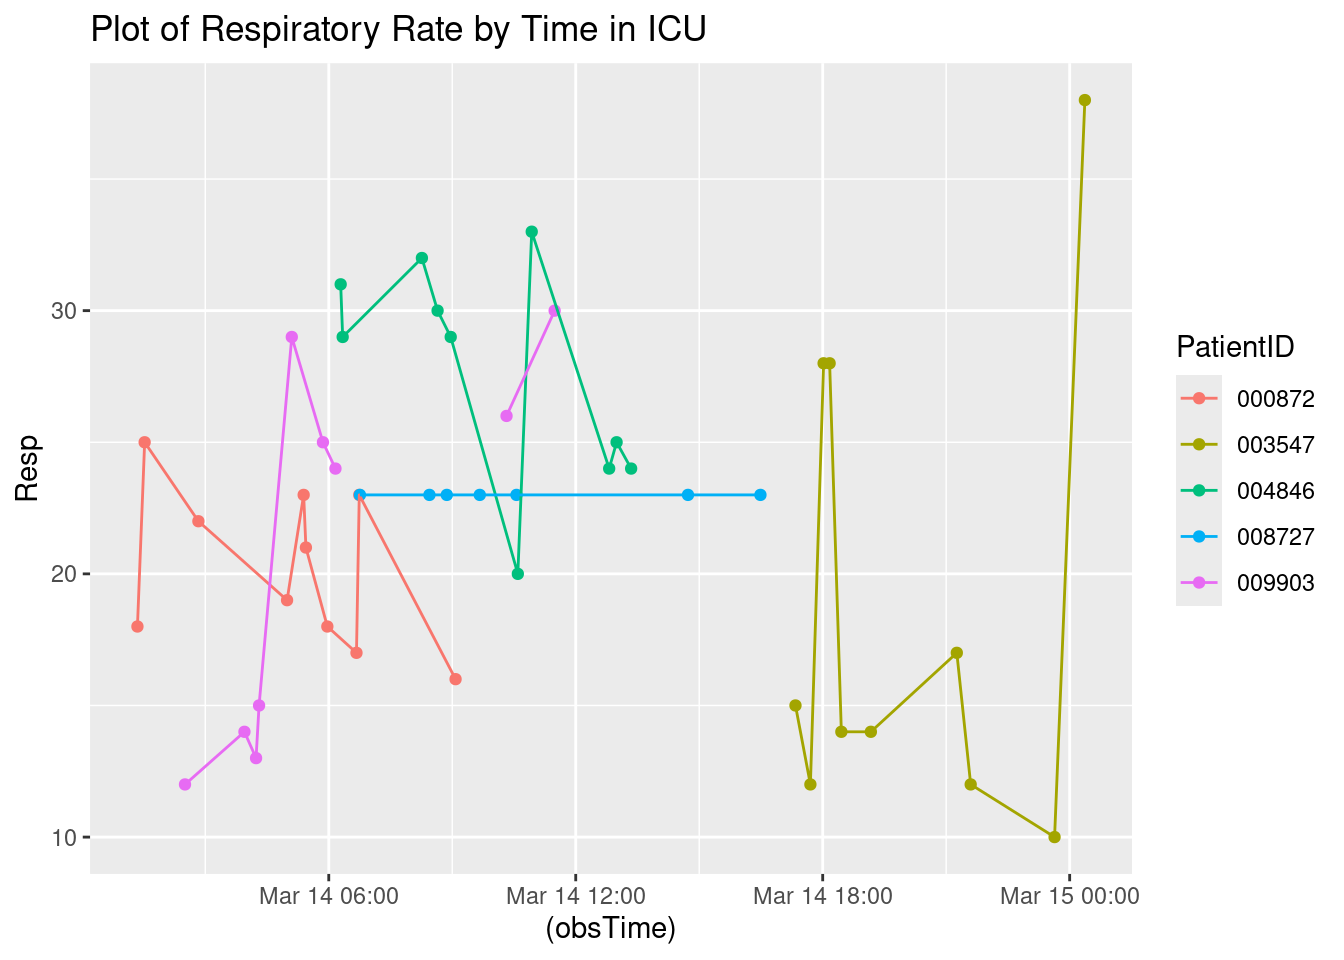 Plot of Respiratory Rate by Time in ICU
Resp
30
20
10
Mar 14 06:00
Mar 14 12:00
Mar 14 18:00
Mar 15 00:00
(obsTime)
PatientID
000872
003547
004846
008727
009903